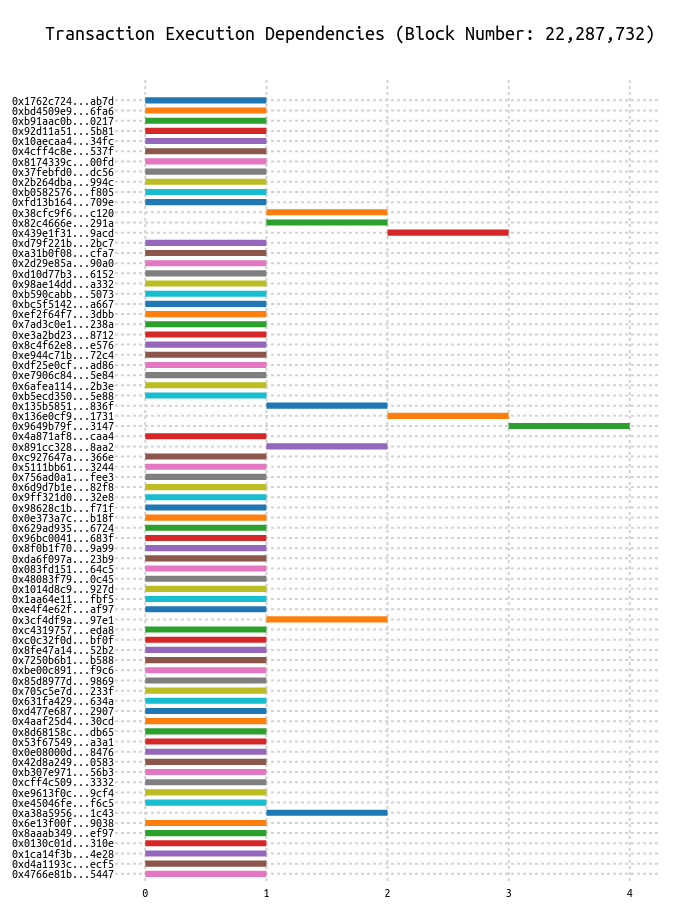 Transaction Execution Dependencies (Block Number: 22,287,732)
0x1762c724...ab7d
0xbd4509e9...6fa6
0xb91aac0b...0217
0x92d11a51...5b81
0x10aecaa4...34fc
0x4cff4c8e...537f
0x8174339c...00fd
0x37febfd0...dc56
0x2b264dba...994c
0xb0582576...f805
0xfd13b164...709e
0x38cfc9f6...c120
0x82c4666e...291a
0x439e1f31...9acd
0xd79f221b...2bc7
0xa31b0f08...cfa7
0x2d29e85a...90a0
0xd10d77b3...6152
0x98ae14dd...a332
0xb590cabb...5073
0xbc5f5142...a667
0xef2f64f7...3dbb
0x7ad3c0e1...238a
0xe3a2bd23...8712
0x8c4f62e8...e576
0xe944c71b...72c4
0xdf25e0cf...ad86
0xe7906c84...5e84
0x6afea114...2b3e
0xb5ecd350...5e88
0x135b5851...836f
0x136e0cf9...1731
0x9649b79f...3147
0x4a871af8...caa4
0x891cc328...8aa2
0xc927647a...366e
0x5111bb61...3244
0x756ad0a1...fee3
0x6d9d7b1e...82f8
0x9ff321d0...32e8
0x98628c1b...f71f
0x0e373a7c...b18f
0x629ad935...6724
0x96bc0041...683f
0x8f0b1f70...9a99
0xda6f097a...23b9
0x083fd151...64c5
0x48083f79...0c45
0x1014d8c9...927d
0x1aa64e11...fbf5
0xe4f4e62f...af97
0x3cf4df9a...97e1
0xc4319757...eda8
0xc0c32f0d...bf0f
0x8fe47a14...52b2
0x7250b6b1...b588
0xbe00c891...f9c6
0x85d8977d...9869
0x705c5e7d...233f
0x631fa429...634a
0xd477e687...2907
0x4aaf25d4...30cd
0x8d68158c...db65
0x53f67549...a3a1
0x0e08000d...8476
0x42d8a249...0583
0xb307e971...56b3
0xcff4c509...3332
0xe9613f0c...9cf4
0xe45046fe...f6c5
0xa38a5956...1c43
0x6e13f00f...9038
0x8aaab349...ef97
0x0130c01d...310e
0x1ca14f3b...4e28
0xd4a1193c...ecf5
0x4766e81b...5447
0 1 2 3 4